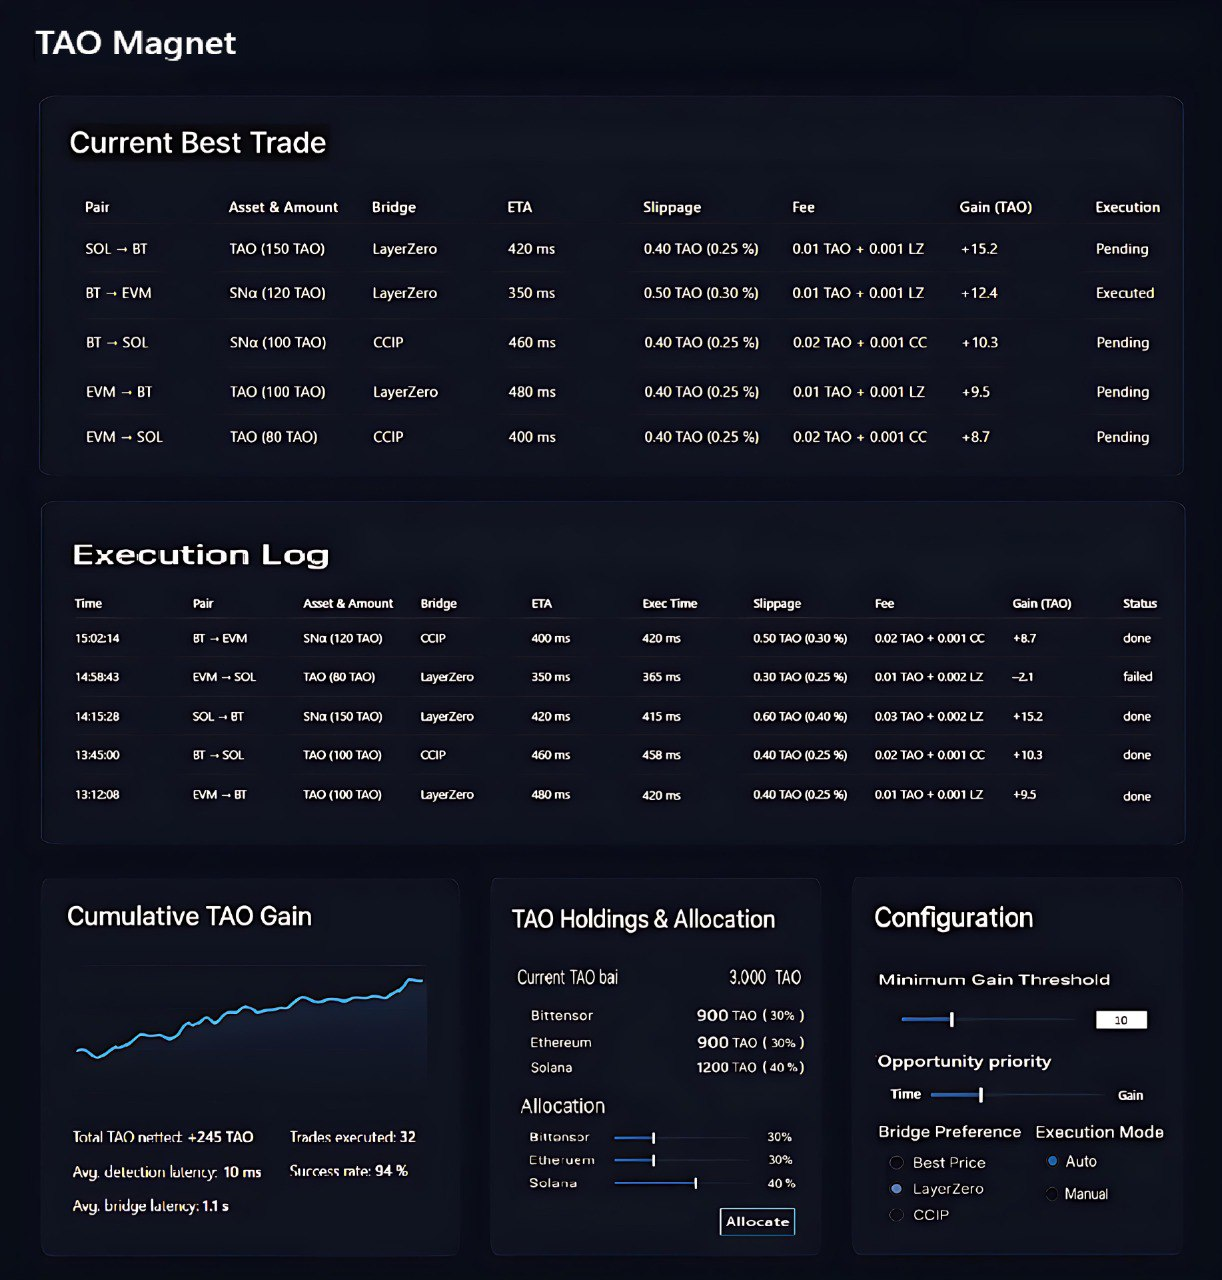 TAO Magnet
Current Best Trade
Pair Asset & Amount Bridge ETA Slippage Fee Gain (TAO) Execution
SOL → BT TAO (150 TAO) LayerZero 420 ms 0.40 TAO (0.25 %) 0.01 TAO + 0.001 LZ +15.2 Pending
BT → EVM SNα (120 TAO) LayerZero 350 ms 0.50 TAO (0.30 %) 0.01 TAO + 0.001 LZ +12.4 Executed
BT → SOL SNα (100 TAO) CCIP 460 ms 0.40 TAO (0.25 %) 0.02 TAO + 0.001 CC +10.3 Pending
EVM → BT TAO (100 TAO) LayerZero 480 ms 0.40 TAO (0.25 %) 0.01 TAO + 0.001 LZ +9.5 Pending
EVM → SOL TAO (80 TAO) CCIP 400 ms 0.40 TAO (0.25 %) 0.02 TAO + 0.001 CC +8.7 Pending
Execution Log
Time Pair Asset & Amount Bridge ETA Exec Time Slippage Fee Gain (TAO) Status
15:02:14 BT → EVM SNα (120 TAO) CCIP 400 ms 420 ms 0.50 TAO (0.30 %) 0.02 TAO + 0.001 CC +8.7 done
14:58:43 EVM → SOL TAO (80 TAO) LayerZero 350 ms 365 ms 0.30 TAO (0.25 %) 0.01 TAO + 0.002 LZ –2.1 failed
14:15:28 SOL → BT SNα (150 TAO) LayerZero 420 ms 415 ms 0.60 TAO (0.40 %) 0.03 TAO + 0.002 LZ +15.2 done
13:45:00 BT → SOL TAO (100 TAO) CCIP 460 ms 458 ms 0.40 TAO (0.25 %) 0.02 TAO + 0.001 CC +10.3 done
13:12:08 EVM → BT TAO (100 TAO) LayerZero 480 ms 420 ms 0.40 TAO (0.25 %) 0.01 TAO + 0.001 LZ +9.5 done
Cumulative TAO Gain
Total TAO netted: +245 TAO Trades executed: 32
Avg. detection latency: 10 ms Success rate: 94 %
Avg. bridge latency: 1.1 s
TAO Holdings & Allocation
Current TAO bai 3.000 TAO
Bittensor 900 TAO ( 30% )
Ethereum 900 TAO ( 30% )
Solana 1200 TAO ( 40 % )
Allocation
Bittensor 30%
Etheruem 30%
Solana 40 %
Allocate
Configuration
Minimum Gain Threshold
10
Opportunity priority
Time Gain
Bridge Preference Execution Mode
Best Price Auto
LayerZero Manual
CCIP